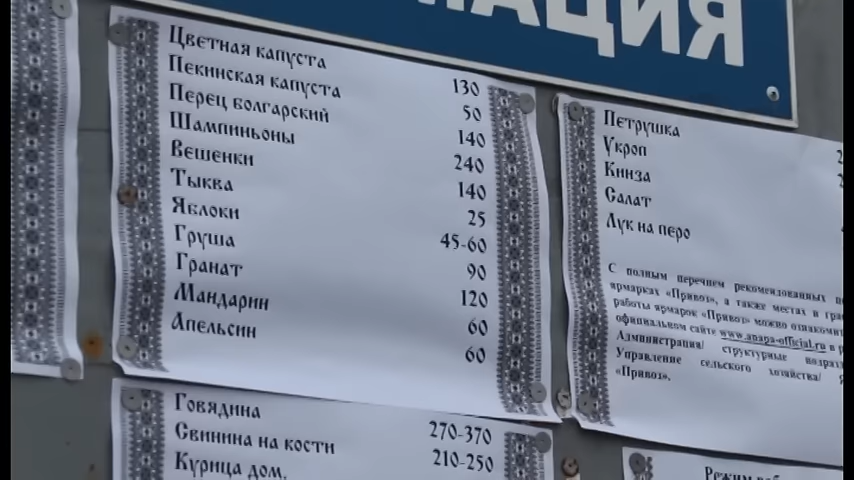 МАЦИЯ
Цветная капуста 130
Пекинская капуста 50
Перец болгарский 140
Шампиньоны 240
Вешенки 140
Тыква 25
Яблоки 45-60
Груша 90
Гранат 120
Мандарин 60
Апельсин 60
Говядина 270-370
Свинина на кости 210-250
Курица дом.
Петрушка
Укроп
Кинза
Салат
Лук на перо
С полным перечнем рекомендованных
ярмарках «Привоз», а также местах и
работы ярмарок «Привоз» можно
официальном сайте www.anapa-official.ru в
Администрация/ структурные
Управление сельского хозяйства/
«Привоз».
Режим